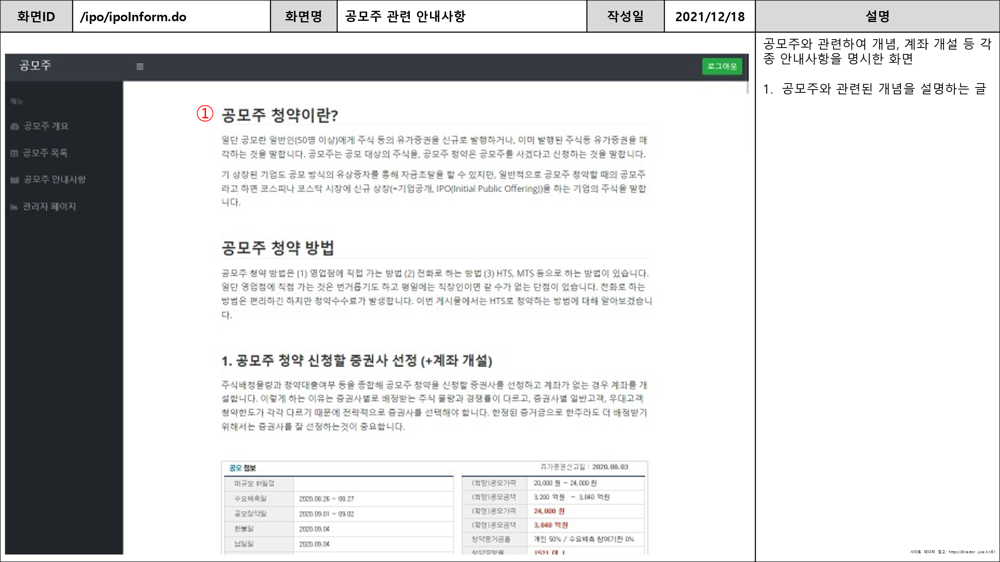 화면ID /ipo/ipoInform.do 화면명 공모주 관련 안내사항 작성일 2021/12/18 설명
공모주와 관련하여 개념, 계좌 개설 등 각
종 안내사항을 명시한 화면
1. 공모주와 관련된 개념을 설명하는 글
공모주
로그아웃
메뉴
공모주 개요
공모주 목록
공모주 안내사항
관리자 페이지
① 공모주 청약이란?
일단 공모란 일반인(50명 이상)에게 주식 등의 유가증권을 신규로 발행하거나, 이미 발행된 주식등 유가증권을 매
각하는 것을 말합니다. 공모주는 공모 대상의 주식을, 공모주 청약은 공모주를 사겠다고 신청하는 것을 말합니다.
기 상장된 기업도 공모 방식의 유상증자를 통해 자금조달을 할 수 있지만, 일반적으로 공모주 청약할 때의 공모주
라고 하면 코스피나 코스닥 시장에 신규 상장(=기업공개, IPO(Initial Public Offering))을 하는 기업의 주식을 말합
니다.
공모주 청약 방법
공모주 청약 방법은 (1) 영업점에 직접 가는 방법 (2) 전화로 하는 방법 (3) HTS, MTS 등으로 하는 방법이 있습니다.
일단 영업점에 직접 가는 것은 번거롭기도 하고 평일에는 직장인이면 갈 수가 없는 단점이 있습니다. 전화로 하는
방법은 편리하긴 하지만 청약수수료가 발생합니다. 이번 게시물에서는 HTS로 청약하는 방법에 대해 알아보겠습니
다.
1. 공모주 청약 신청할 증권사 선정 (+계좌 개설)
주식배정물량과 청약대출여부 등을 종합해 공모주 청약을 신청할 증권사를 선정하고 계좌가 없는 경우 계좌를 개
설합니다. 이렇게 하는 이유는 증권사별로 배정받는 주식 물량과 경쟁률이 다르고, 증권사별 일반고객, 우대고객
청약한도가 각각 다르기 때문에 전략적으로 증권사를 선택해야 합니다. 한정된 증거금으로 한주라도 더 배정받기
위해서는 증권사를 잘 선정하는것이 중요합니다.
공모 정보
유가증권신고일 : 2020.08.03
대규모 IR일정
수요예측일 2020.08.26 ~ 08.27
공모청약일 2020.09.01 ~ 09.02
환불일 2020.09.04
납입일 2020.09.04
(희망)공모가격 20,000 원 ~ 24,000 원
(희망)공모금액 3,200 억원 ~ 3,840 억원
(확정)공모가격 24,000 원
(확정)공모금액 3,840 억원
청약증거금율 개인 50% / 수요예측 참여기관 0%
청약경쟁률 1521 대 1
사이트 데이터 참고: https://director-joe.kr/81